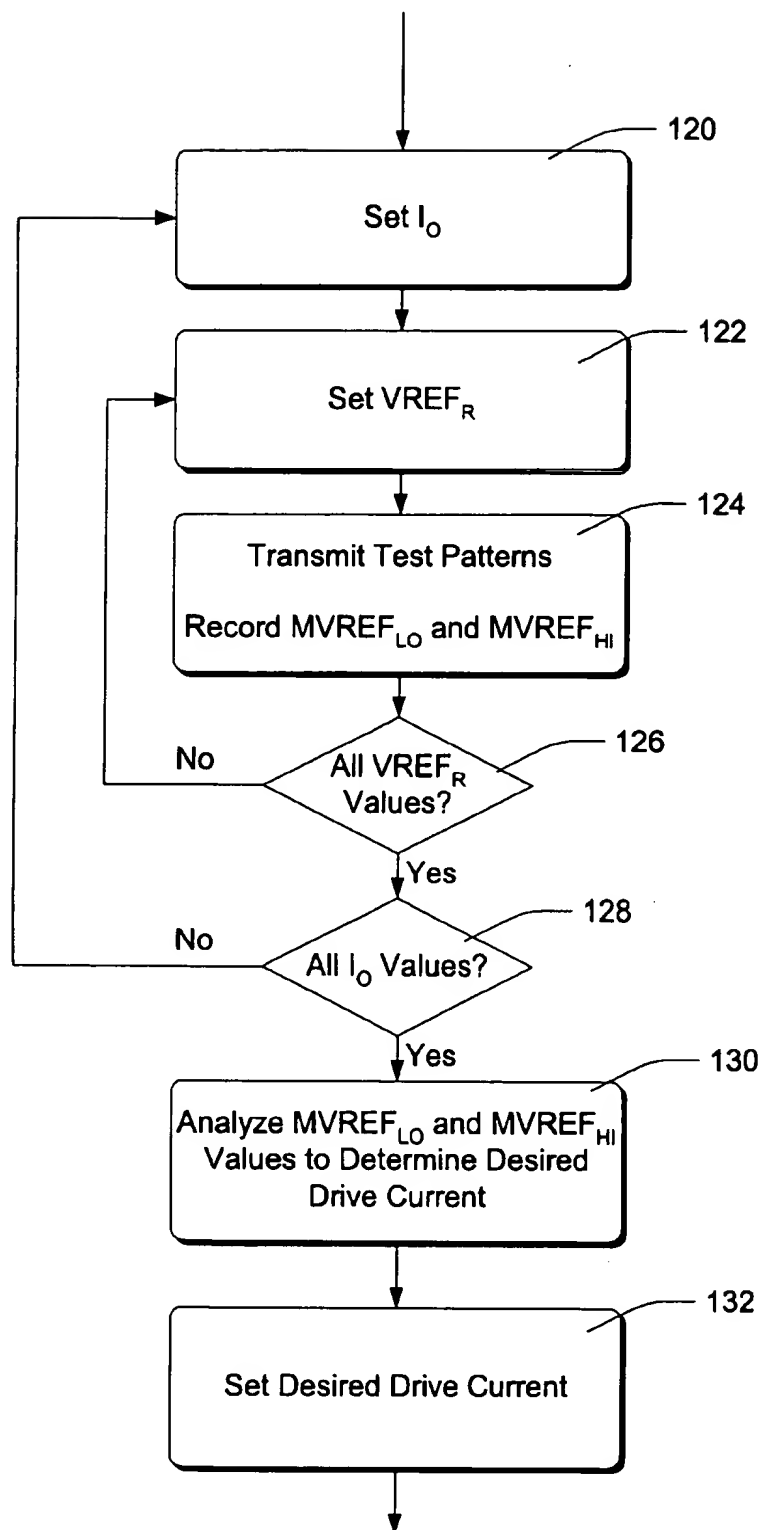 120
Set I_O
122
Set VREF_R
124
Transmit Test Patterns
Record MVREF_LO and MVREF_HI
126
No
All VREF_R
Values?
Yes
128
No
All I_O Values?
Yes
130
Analyze MVREF_LO and MVREF_HI
Values to Determine Desired
Drive Current
132
Set Desired Drive Current